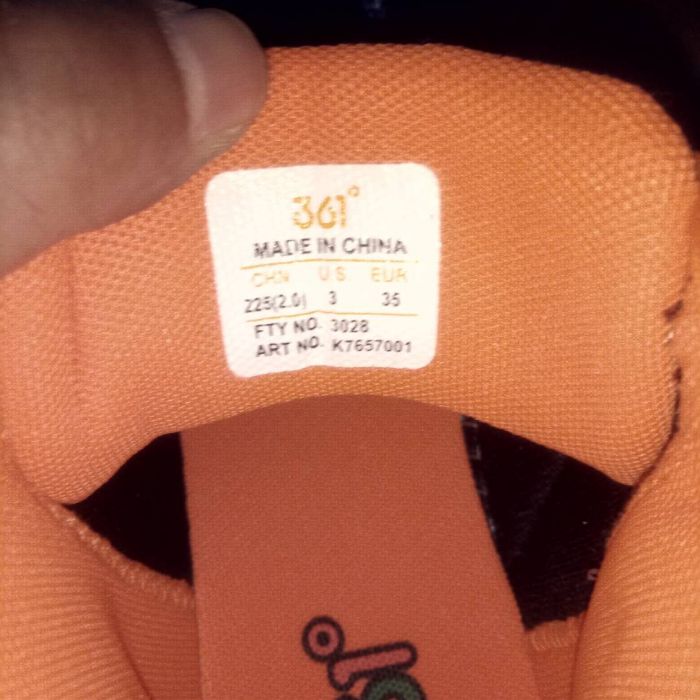 361°
MADE IN CHINA
CHN U S EUR
225(2.0) 3 35
FTY NO. 3028
ART NO. K7657001